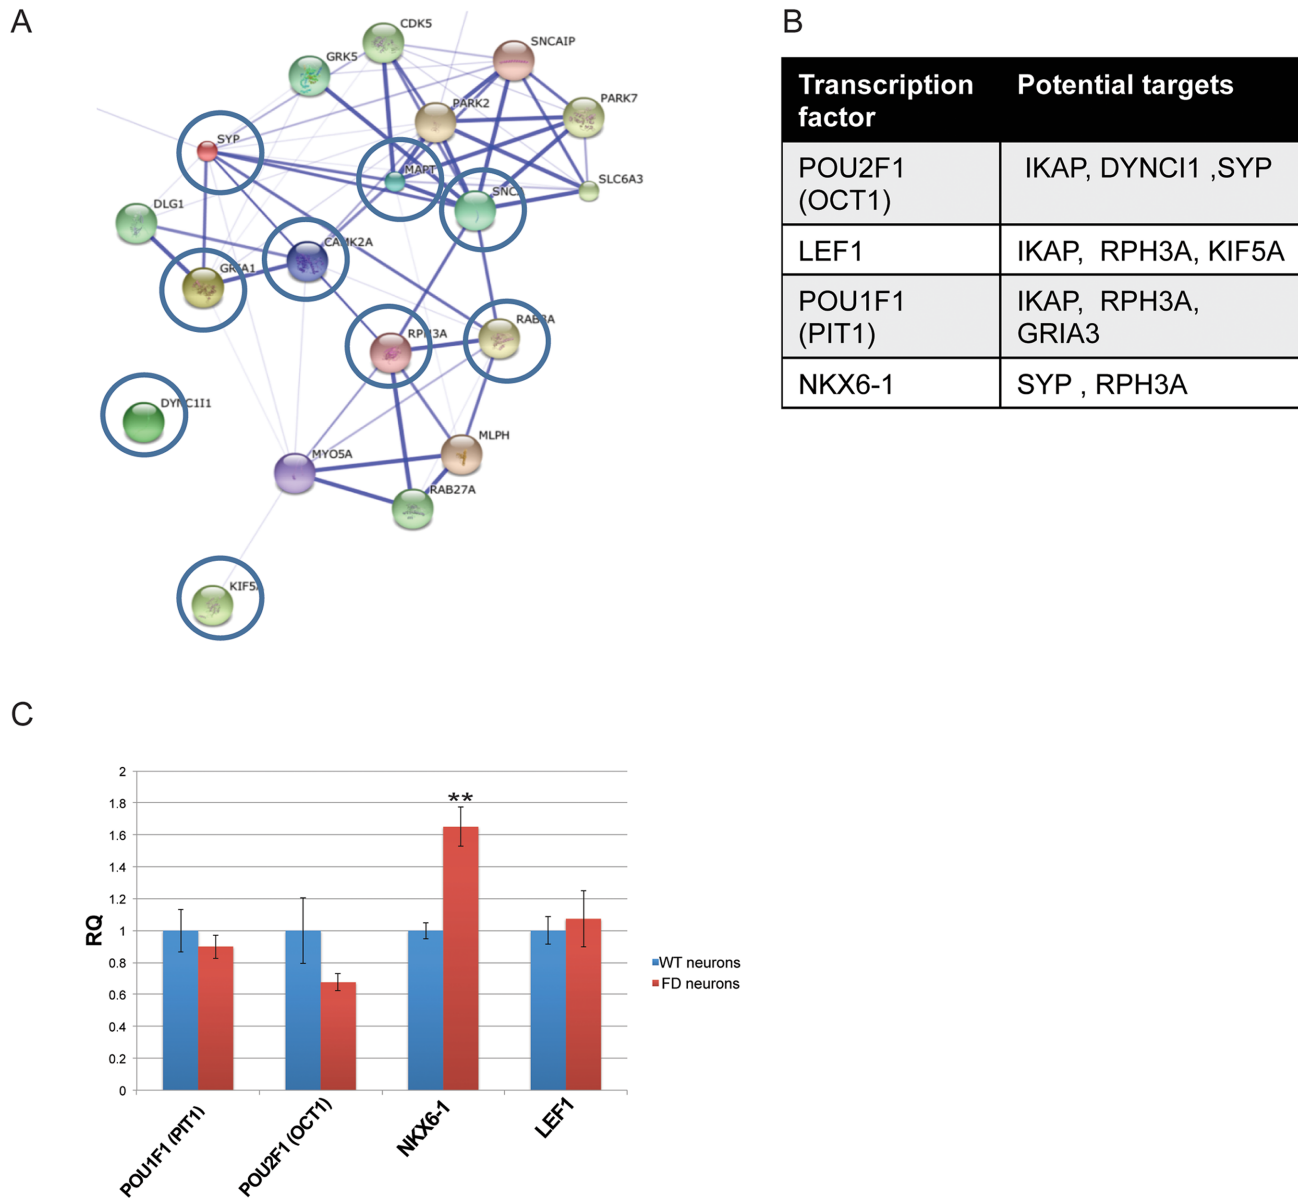 A
CDK5
SNCAIP
GRK5
PARK2
PARK7
SYP
MAPT
SLC6A3
SNCA
DLG1
CAMK2A
GRIA1
RAB3A
RPH3A
DYNC1I1
MLPH
MYO5A
RAB27A
KIF5A
B
Transcription factor
Potential targets
POU2F1 (OCT1)
IKAP, DYNCI1 ,SYP
LEF1
IKAP, RPH3A, KIF5A
POU1F1 (PIT1)
IKAP, RPH3A, GRIA3
NKX6-1
SYP , RPH3A
C
2
1.8
1.6
1.4
1.2
1
0.8
0.6
0.4
0.2
0
RQ
**
WT neurons
FD neurons
POU1F1 (PIT1)
POU2F1 (OCT1)
NKX6-1
LEF1